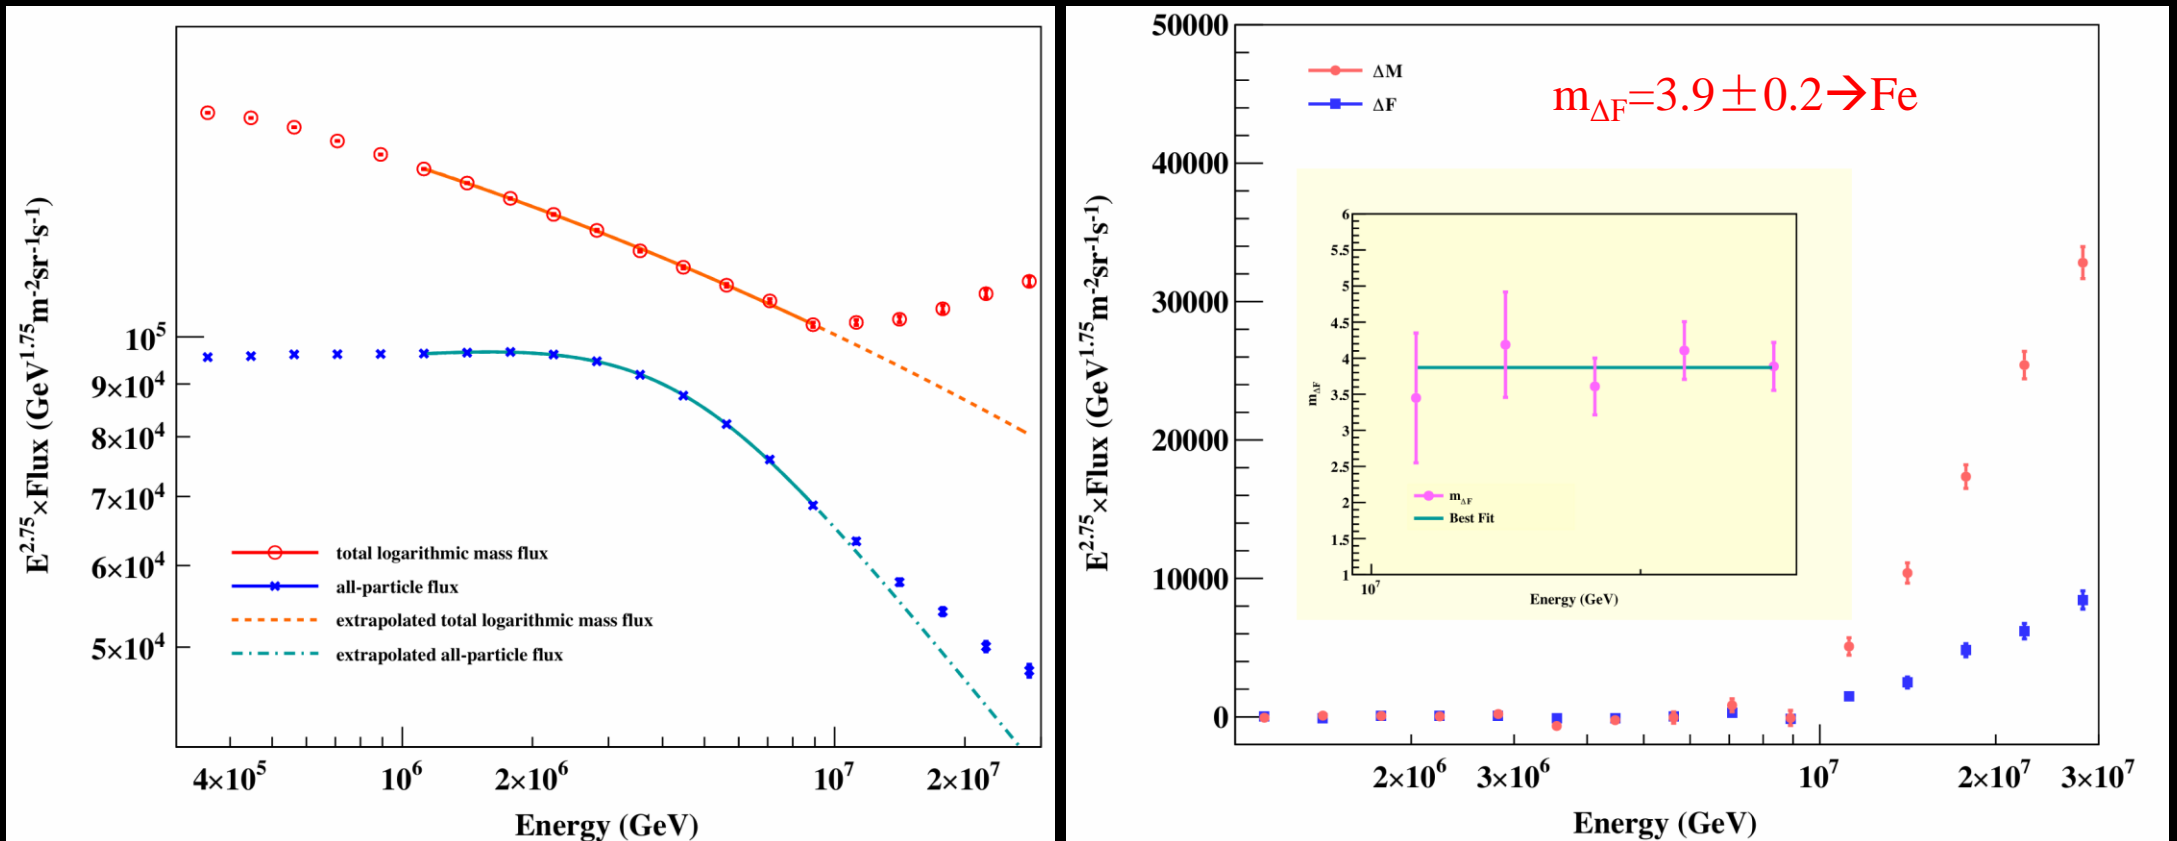 E^2.75×Flux (GeV^1.75m^-2sr^-1s^-1)
10^5
9×10^4
8×10^4
7×10^4
6×10^4
5×10^4
total logarithmic mass flux
all-particle flux
extrapolated total logarithmic mass flux
extrapolated all-particle flux
4×10^5
10^6
2×10^6
10^7
2×10^7
Energy (GeV)
E^2.75×Flux (GeV^1.75m^-2sr^-1s^-1)
50000
40000
30000
20000
10000
0
ΔM
ΔF
m_ΔF=3.9±0.2→Fe
m_ΔF
6
5.5
5
4.5
4
3.5
3
2.5
2
1.5
1
m_ΔF
Best Fit
10^7
Energy (GeV)
2×10^6
3×10^6
10^7
2×10^7
3×10^7
Energy (GeV)